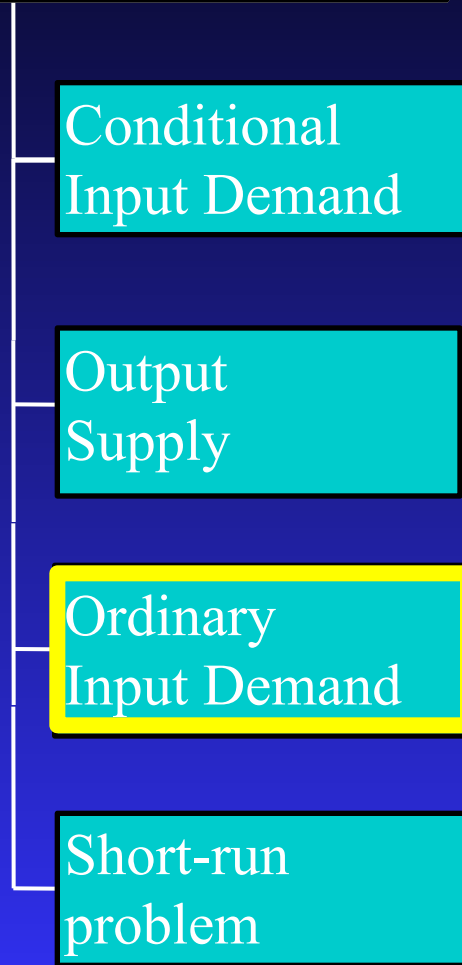 Conditional
Input Demand
Output
Supply
Ordinary
Input Demand
Short-run
problem